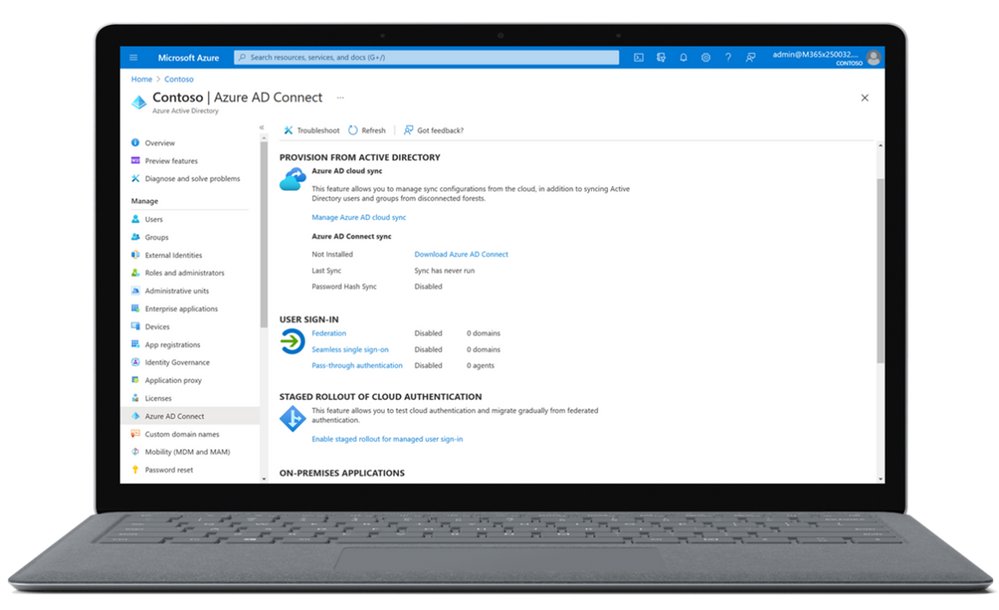 Microsoft Azure
Search resources, services, and docs (G+/)
admin@M365x250032....
CONTOSO
Home > Contoso
Contoso | Azure AD Connect ...
Azure Active Directory
Overview
Preview features
Diagnose and solve problems
Manage
Users
Groups
External Identities
Roles and administrators
Administrative units
Enterprise applications
Devices
App registrations
Identity Governance
Application proxy
Licenses
Azure AD Connect
Custom domain names
Mobility (MDM and MAM)
Password reset
Troubleshoot Refresh Got feedback?
PROVISION FROM ACTIVE DIRECTORY
Azure AD cloud sync
This feature allows you to manage sync configurations from the cloud, in addition to syncing Active
Directory users and groups from disconnected forests.
Manage Azure AD cloud sync
Azure AD Connect sync
Not Installed Download Azure AD Connect
Last Sync Sync has never run
Password Hash Sync Disabled
USER SIGN-IN
Federation Disabled 0 domains
Seamless single sign-on Disabled 0 domains
Pass-through authentication Disabled 0 agents
STAGED ROLLOUT OF CLOUD AUTHENTICATION
This feature allows you to test cloud authentication and migrate gradually from federated
authentication.
Enable staged rollout for managed user sign-in
ON-PREMISES APPLICATIONS